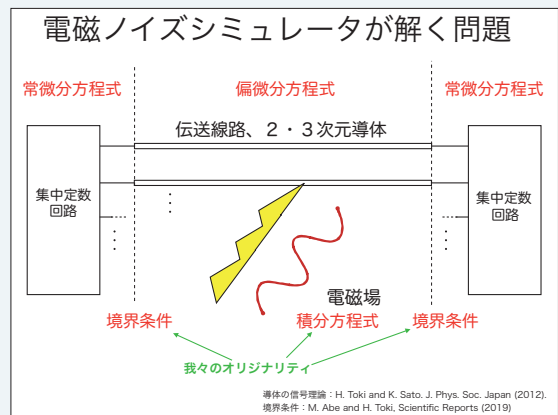 電磁ノイズシミュレータが解く問題
常微分方程式
偏微分方程式
常微分方程式
伝送線路、2・3次元導体
集中定数
回路
集中定数
回路
電磁場
境界条件
積分方程式
境界条件
我々のオリジナリティ
導体の信号理論：H. Toki and K. Sato. J. Phys. Soc. Japan (2012).
境界条件：M. Abe and H. Toki, Scientific Reports (2019)